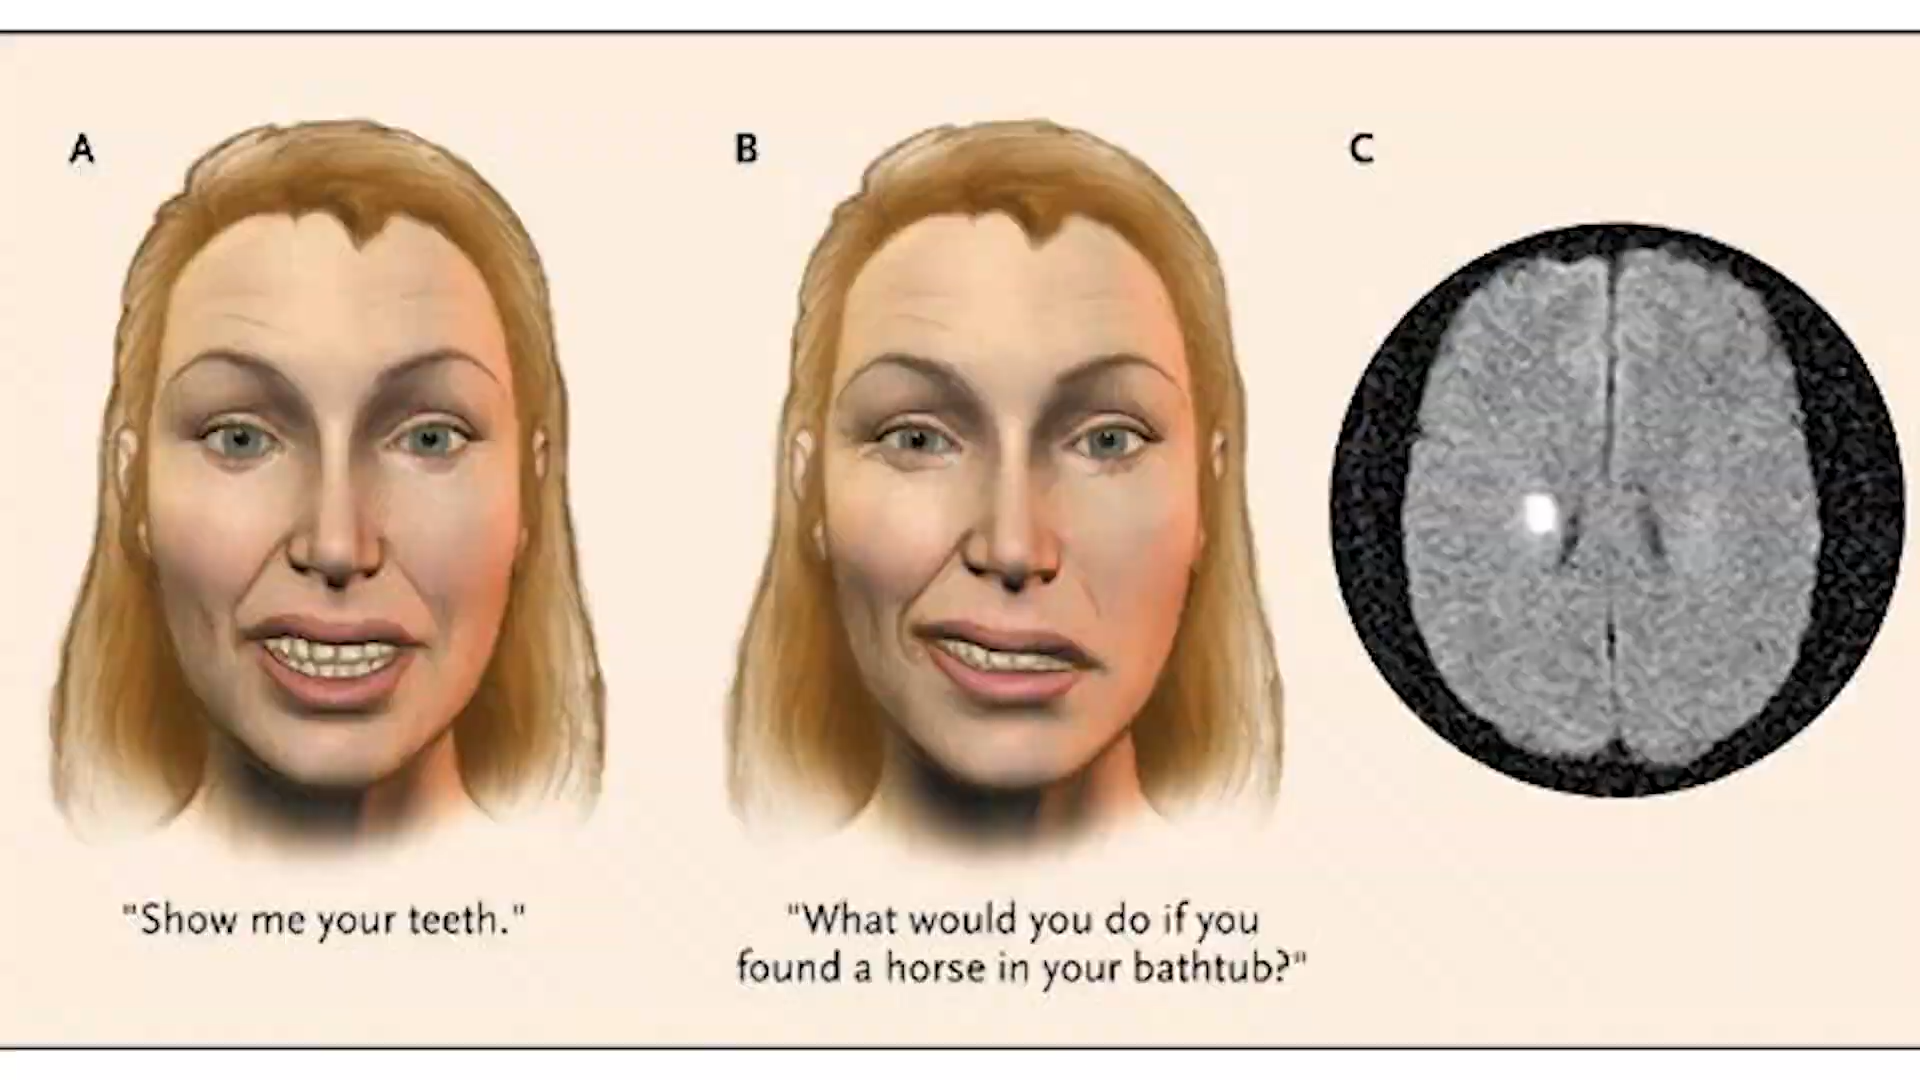 A
B
C
"Show me your teeth."
"What would you do if you
found a horse in your bathtub?"